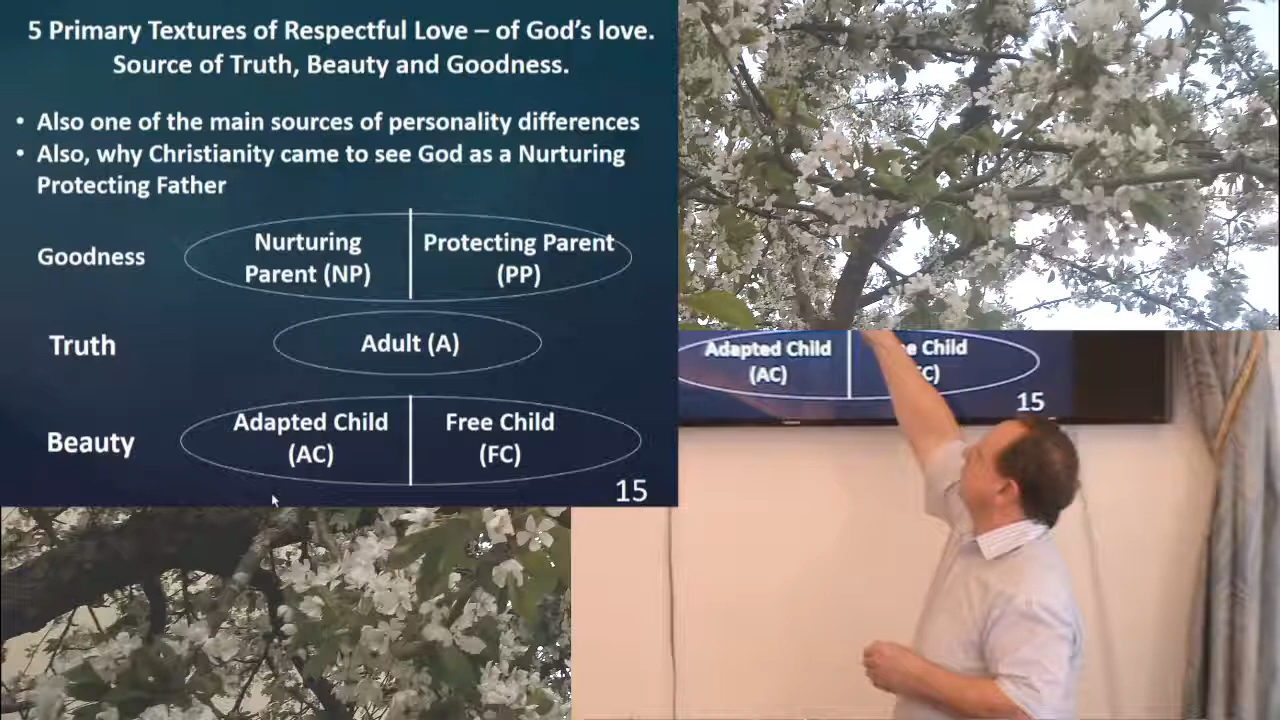 5 Primary Textures of Respectful Love – of God's love.
Source of Truth, Beauty and Goodness.
• Also one of the main sources of personality differences
• Also, why Christianity came to see God as a Nurturing
Protecting Father
Goodness
Nurturing
Parent (NP)
Protecting Parent
(PP)
Truth
Adult (A)
Beauty
Adapted Child
(AC)
Free Child
(FC)
15
Adapted Child
(AC)
Child
15